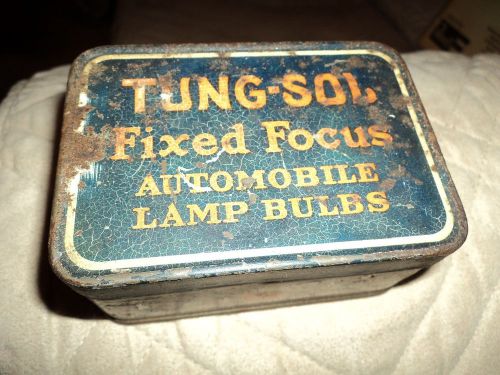 TUNG-SOL
Fixed Focus
AUTOMOBILE
LAMP BULBS